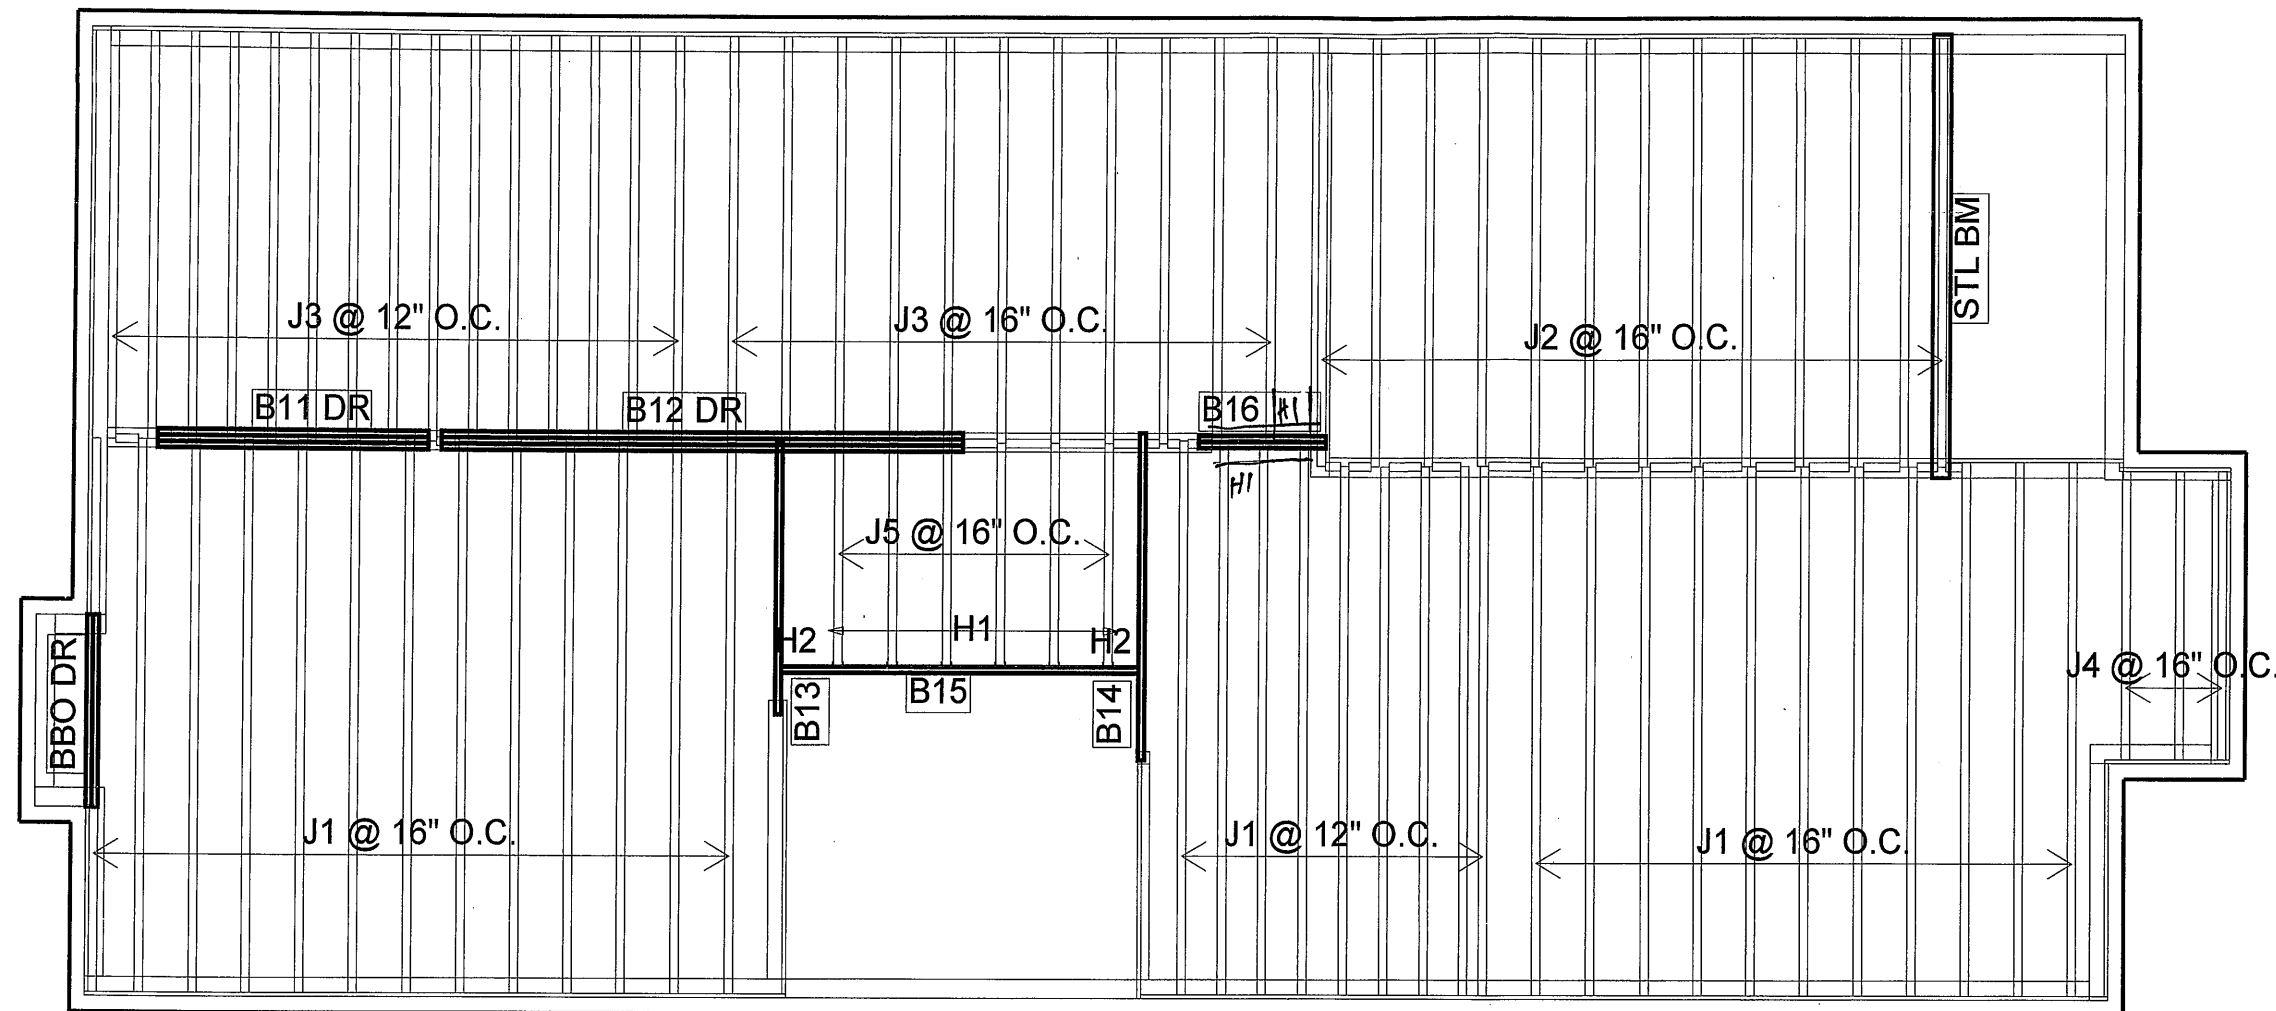 STL BM
J3 @ 12" O.C.
J3 @ 16" O.C.
J2 @ 16" O.C.
B11 DR
B12 DR
B16 H1
H1
J5 @ 16" O.C.
H2
H1
H2
BBO DR
B13
B15
B14
J4 @ 16" O.C.
J1 @ 16" O.C.
J1 @ 12" O.C.
J1 @ 16" O.C.